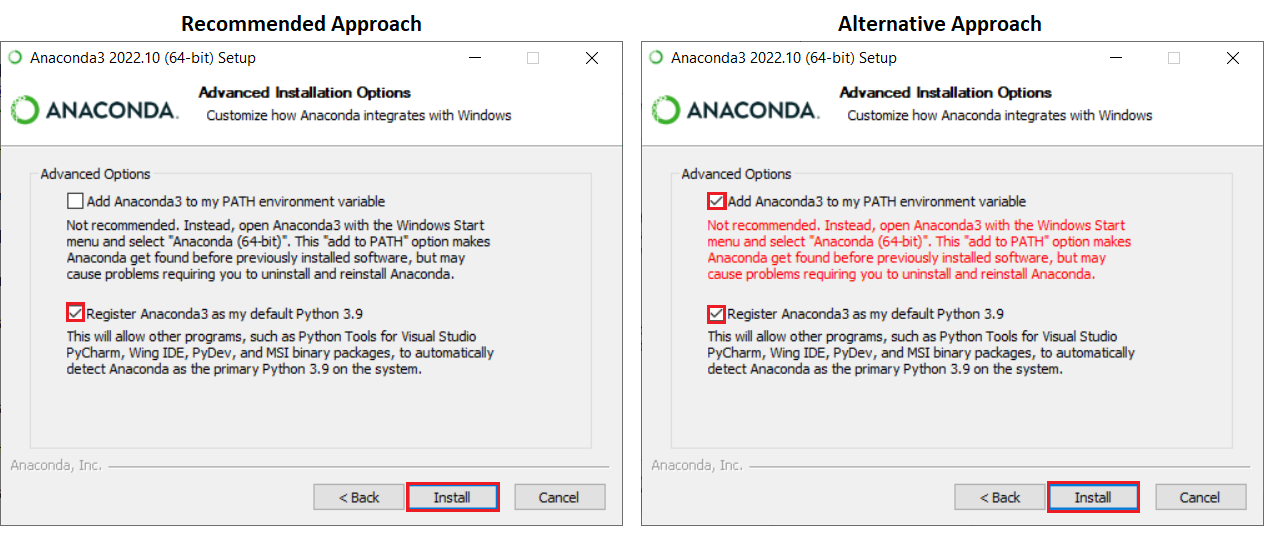 Recommended Approach
Anaconda3 2022.10 (64-bit) Setup
ANACONDA.
Advanced Installation Options
Customize how Anaconda integrates with Windows
Advanced Options
Add Anaconda3 to my PATH environment variable
Not recommended. Instead, open Anaconda3 with the Windows Start
menu and select "Anaconda (64-bit)". This "add to PATH" option makes
Anaconda get found before previously installed software, but may
cause problems requiring you to uninstall and reinstall Anaconda.
Register Anaconda3 as my default Python 3.9
This will allow other programs, such as Python Tools for Visual Studio
PyCharm, Wing IDE, PyDev, and MSI binary packages, to automatically
detect Anaconda as the primary Python 3.9 on the system.
Anaconda, Inc.
< Back
Install
Cancel
Alternative Approach
Anaconda3 2022.10 (64-bit) Setup
ANACONDA.
Advanced Installation Options
Customize how Anaconda integrates with Windows
Advanced Options
Add Anaconda3 to my PATH environment variable
Not recommended. Instead, open Anaconda3 with the Windows Start
menu and select "Anaconda (64-bit)". This "add to PATH" option makes
Anaconda get found before previously installed software, but may
cause problems requiring you to uninstall and reinstall Anaconda.
Register Anaconda3 as my default Python 3.9
This will allow other programs, such as Python Tools for Visual Studio
PyCharm, Wing IDE, PyDev, and MSI binary packages, to automatically
detect Anaconda as the primary Python 3.9 on the system.
Anaconda, Inc.
< Back
Install
Cancel